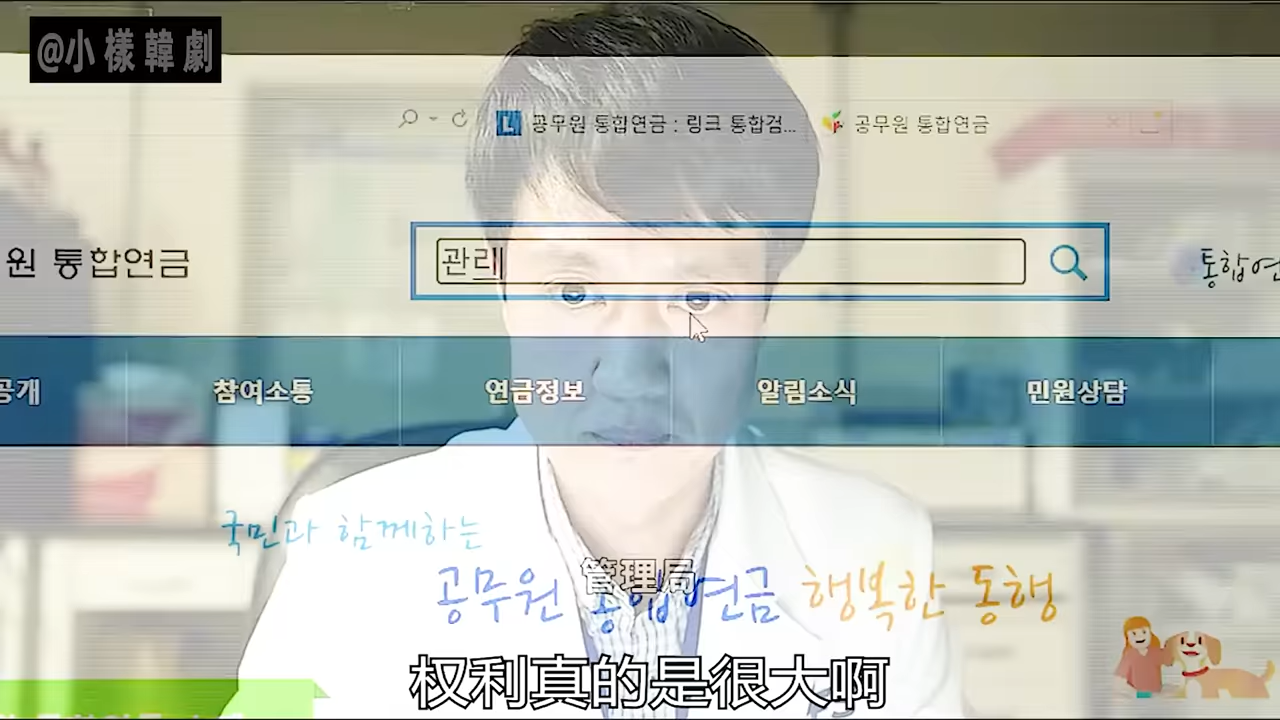 @小樣韓劇
공무원 통합연금 : 링크 통합검...
공무원 통합연금
원 통합연금
관리
통합연
공개
참여소통
연금정보
알림소식
민원상담
국민과 함께하는
공무원 통합연금 행복한 동행
管理局
权利真的是很大啊